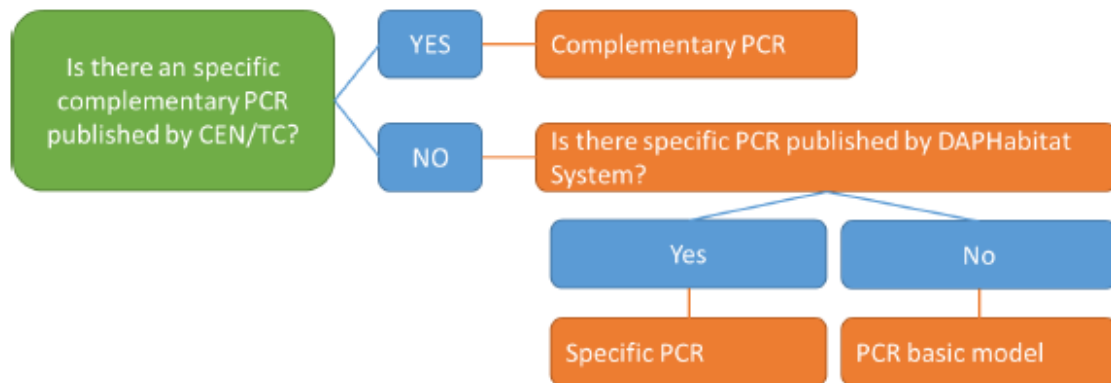 Is there an specific
complementary PCR
published by CEN/TC?
YES
Complementary PCR
NO
Is there specific PCR published by DAPHabitat
System?
Yes
No
Specific PCR
PCR basic model